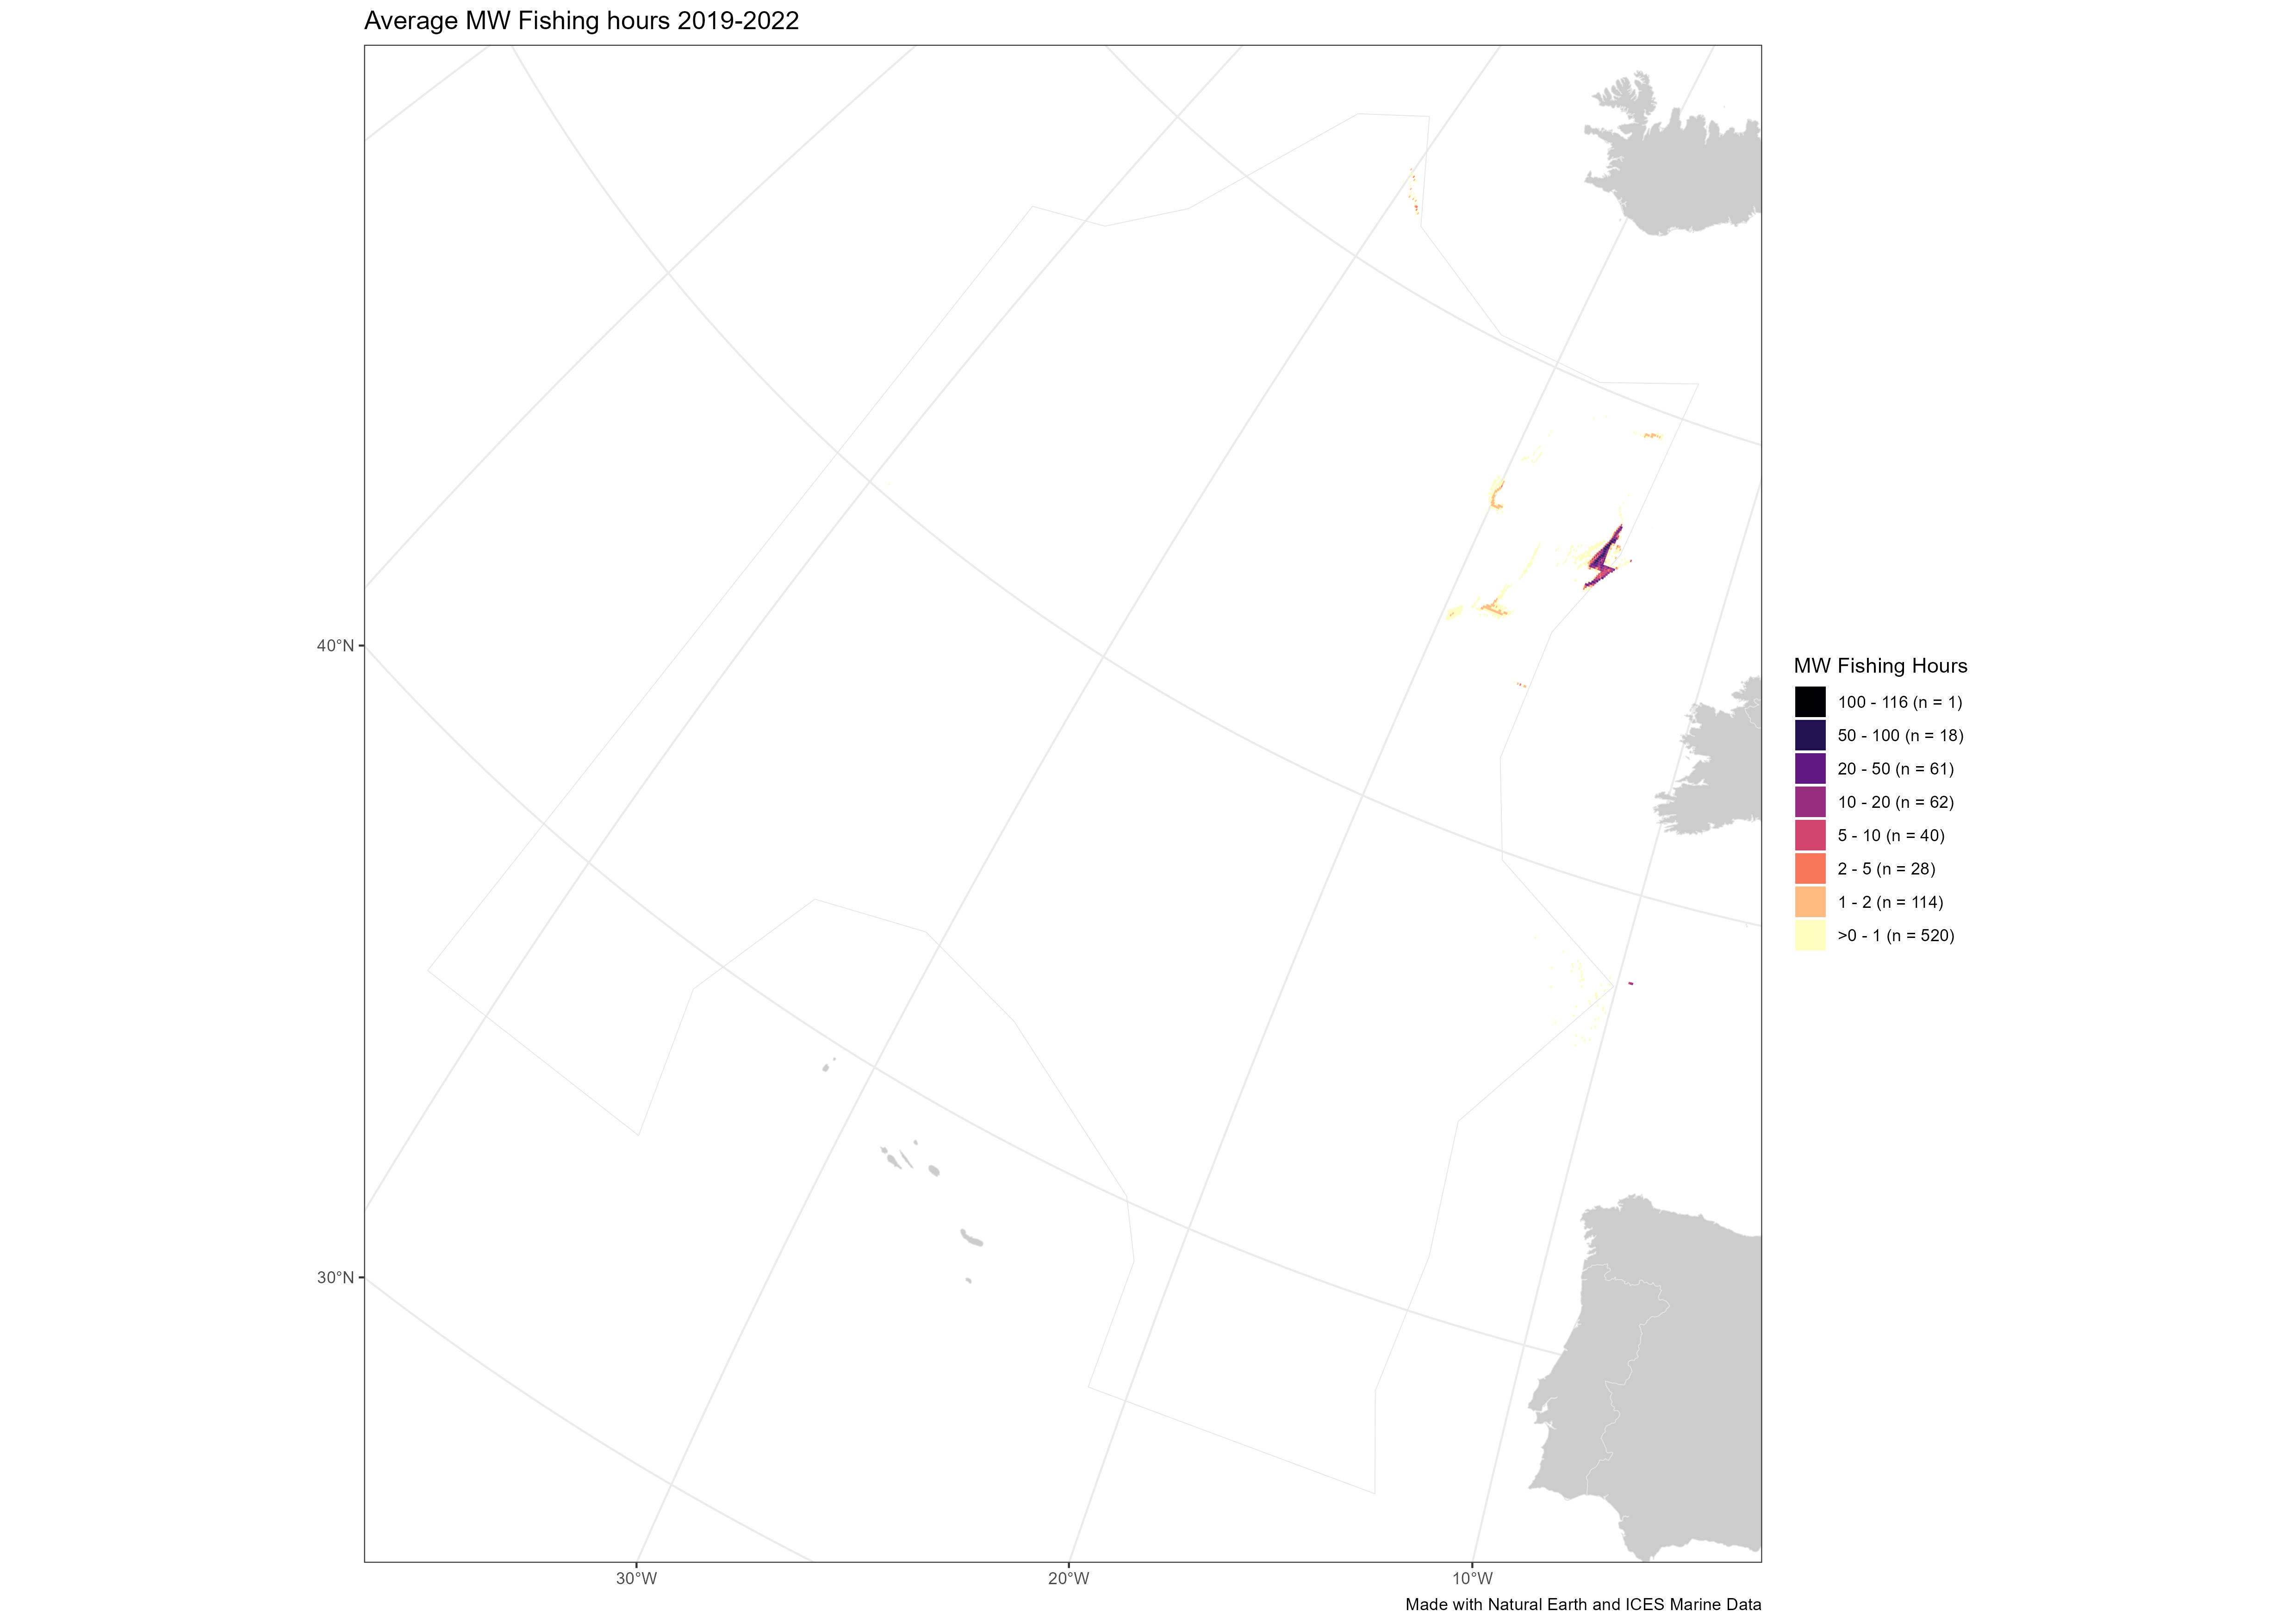 Average MW Fishing hours 2019-2022
40°N
30°N
30°W
20°W
10°W
MW Fishing Hours
100 - 116 (n = 1)
50 - 100 (n = 18)
20 - 50 (n = 61)
10 - 20 (n = 62)
5 - 10 (n = 40)
2 - 5 (n = 28)
1 - 2 (n = 114)
>0 - 1 (n = 520)
Made with Natural Earth and ICES Marine Data